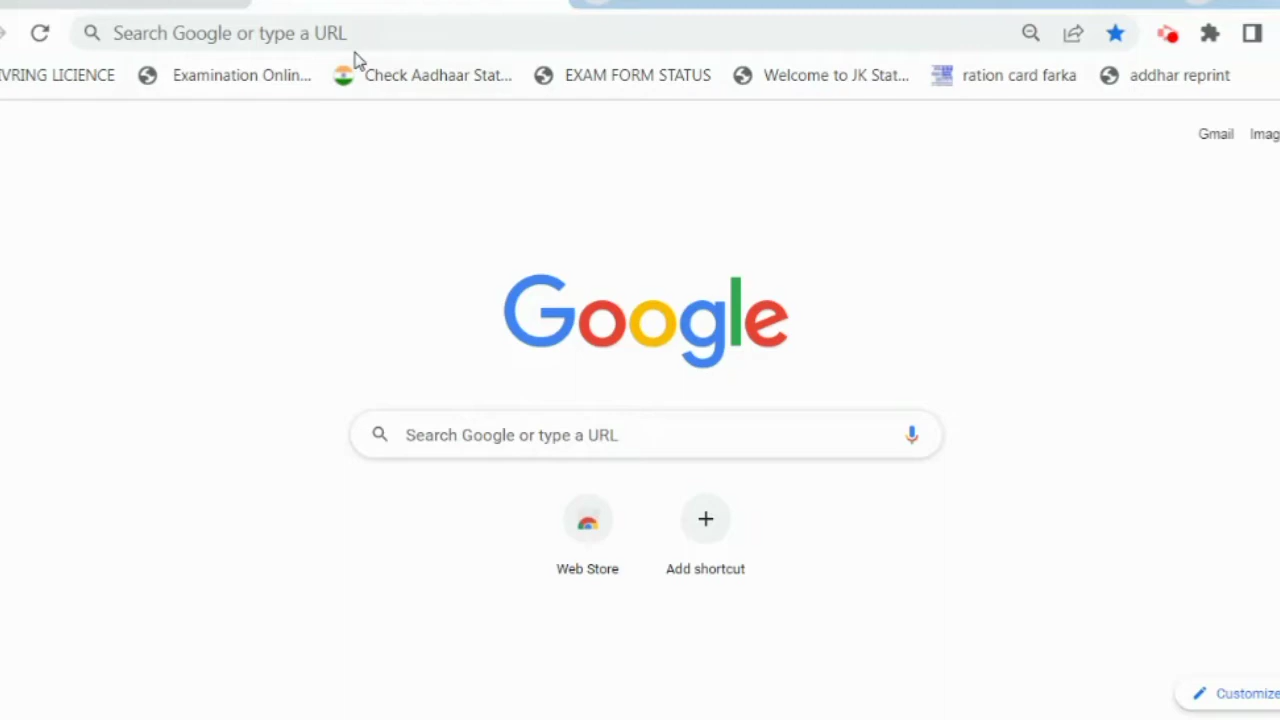 Search Google or type a URL
IVRING LICIENCE Examination Onlin... Check Aadhaar Stat... EXAM FORM STATUS Welcome to JK Stat... ration card farka addhar reprint
Gmail Imag
Google
Search Google or type a URL
Web Store Add shortcut
Customize